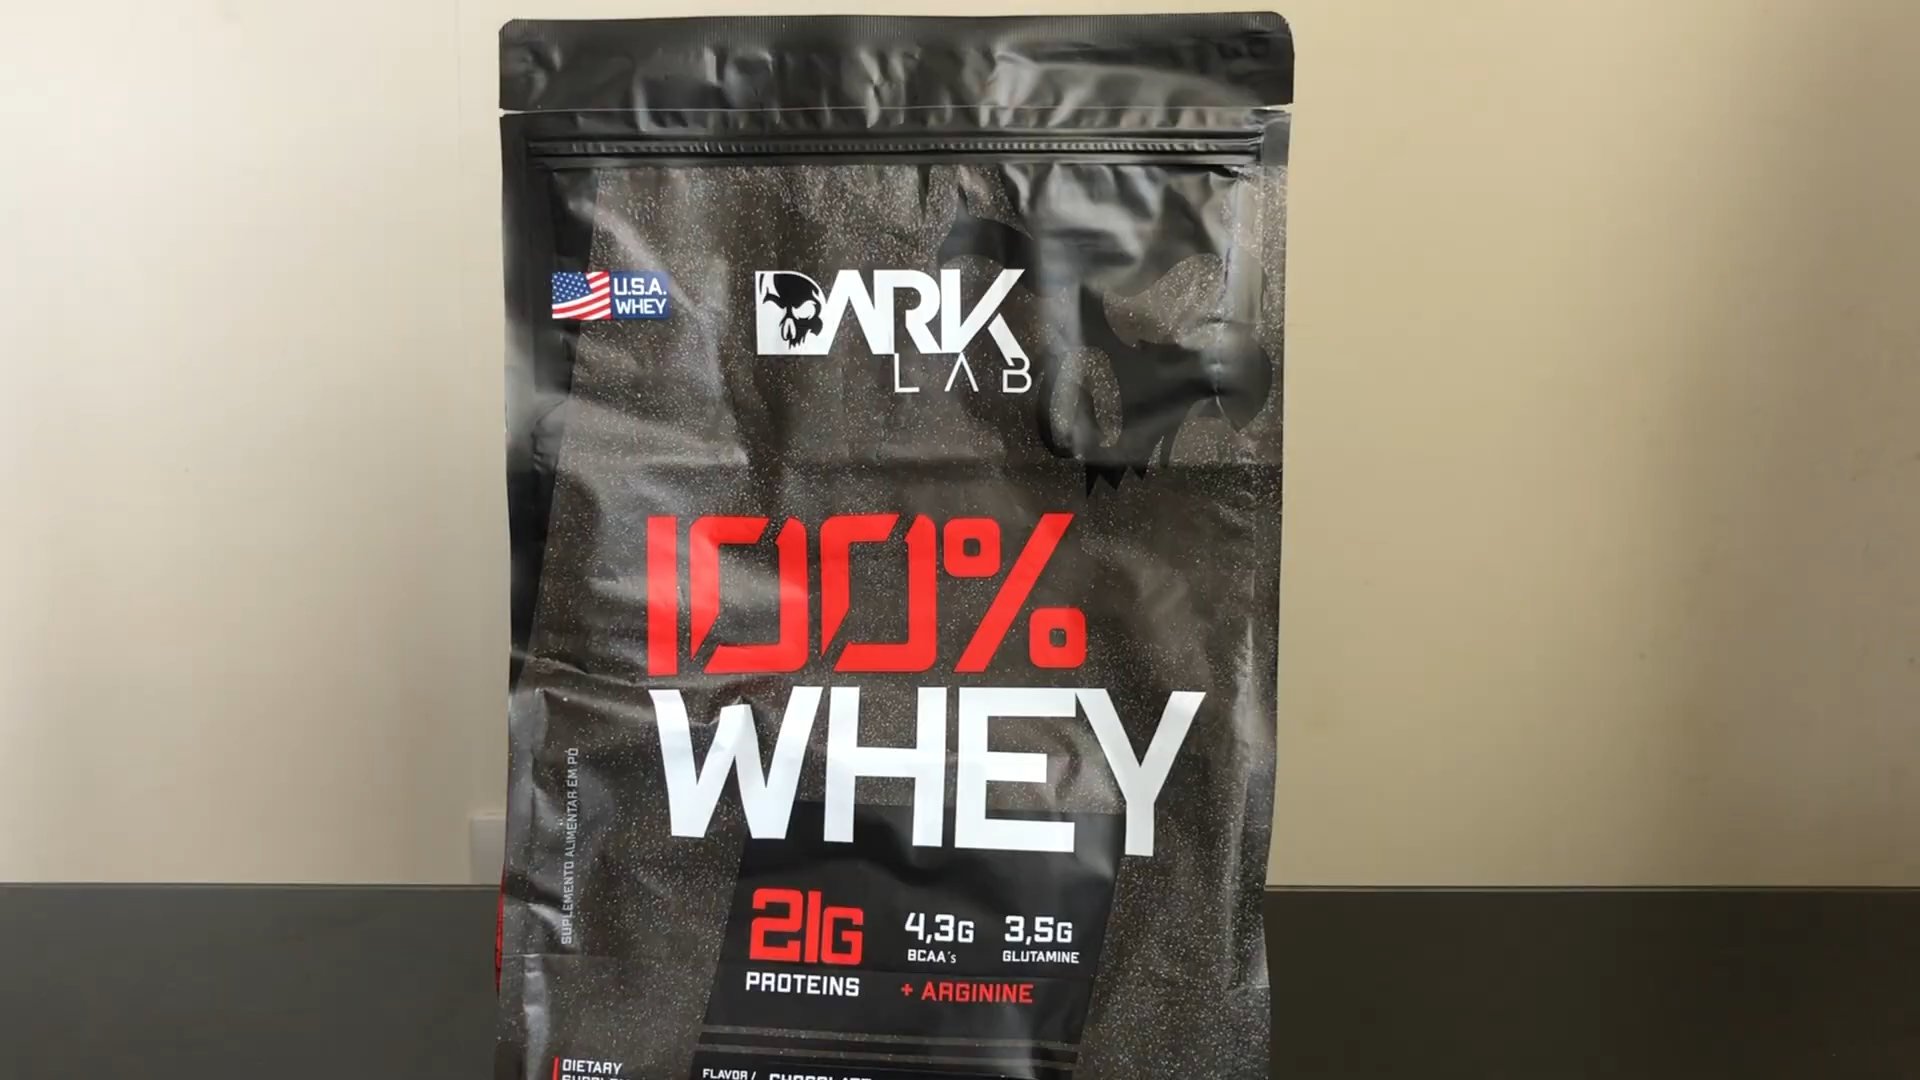 U.S.A.
WHEY
DARK
LAB
100%
WHEY
SUPLEMENTO ALIMENTAR EM PÓ
21G
PROTEINS
4,3G
BCAA's
3,5G
GLUTAMINE
+ ARGININE
DIETARY
FLAVOR /